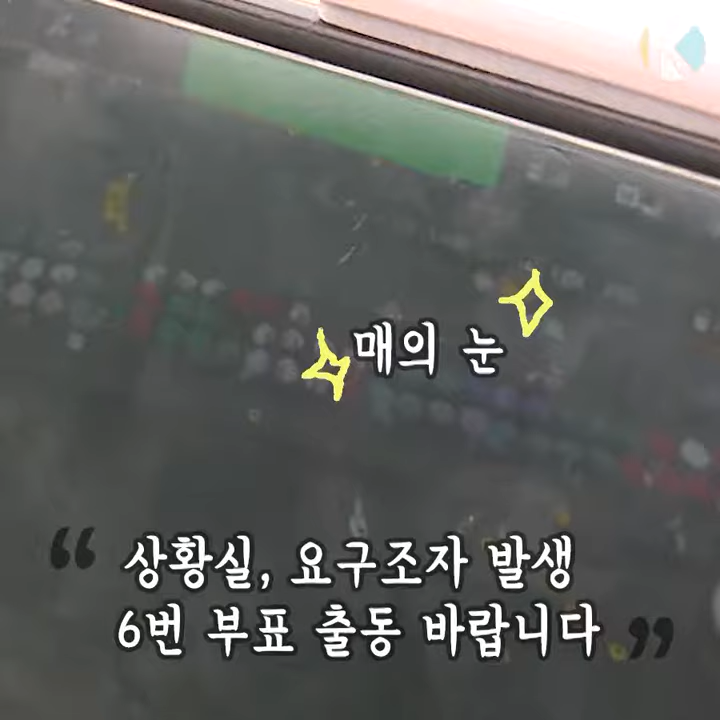 매의 눈
“ 상황실, 요구조자 발생
6번 부표 출동 바랍니다 ”